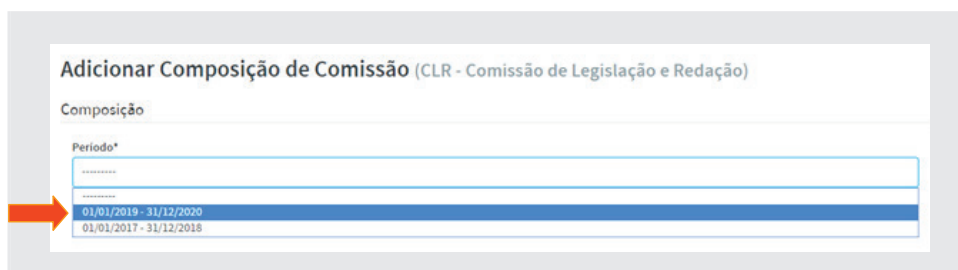 Adicionar Composição de Comissão (CLR - Comissão de Legislação e Redação)
Composição
Período*
---------
---------
01/01/2019 - 31/12/2020
01/01/2017 - 31/12/2018